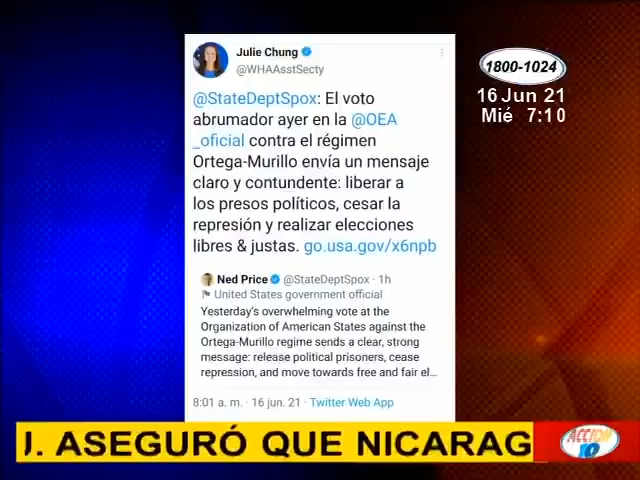 Julie Chung
@WHAAsstSecty
@StateDeptSpox: El voto
abrumador ayer en la @OEA
_oficial contra el régimen
Ortega-Murillo envía un mensaje
claro y contundente: liberar a
los presos políticos, cesar la
represión y realizar elecciones
libres & justas. go.usa.gov/x6npb
Ned Price @StateDeptSpox · 1h
United States government official
Yesterday's overwhelming vote at the
Organization of American States against the
Ortega-Murillo regime sends a clear, strong
message: release political prisoners, cease
repression, and move towards free and fair el...
8:01 a. m. · 16 jun. 21 · Twitter Web App
1800-1024
16 Jun 21
Mié 7:10
. ASEGURÓ QUE NICARAG
ACCION
10